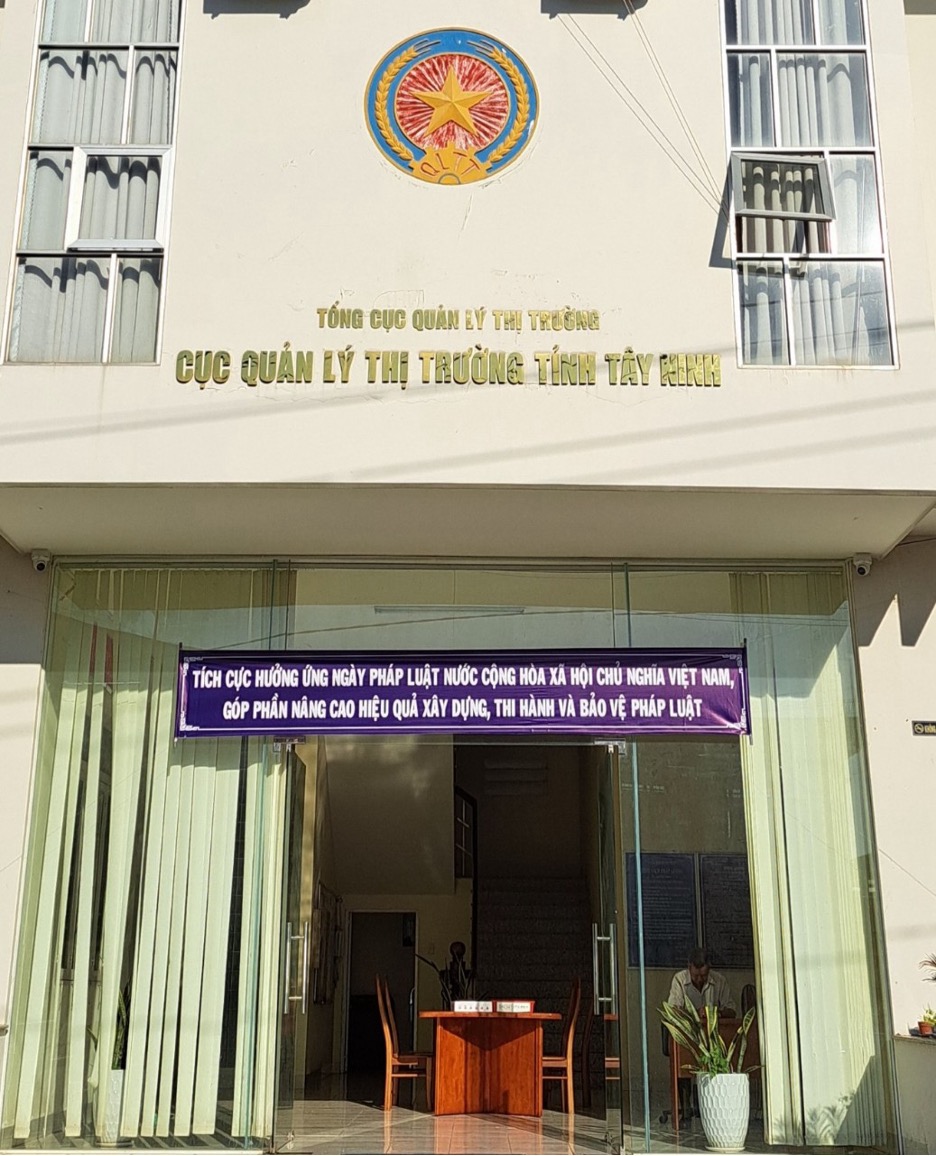 QLTT
TỔNG CỤC QUẢN LÝ THỊ TRƯỜNG
CỤC QUẢN LÝ THỊ TRƯỜNG TỈNH TÂY NINH
TÍCH CỰC HƯỞNG ỨNG NGÀY PHÁP LUẬT NƯỚC CỘNG HÒA XÃ HỘI CHỦ NGHĨA VIỆT NAM,
GÓP PHẦN NÂNG CAO HIỆU QUẢ XÂY DỰNG, THI HÀNH VÀ BẢO VỆ PHÁP LUẬT